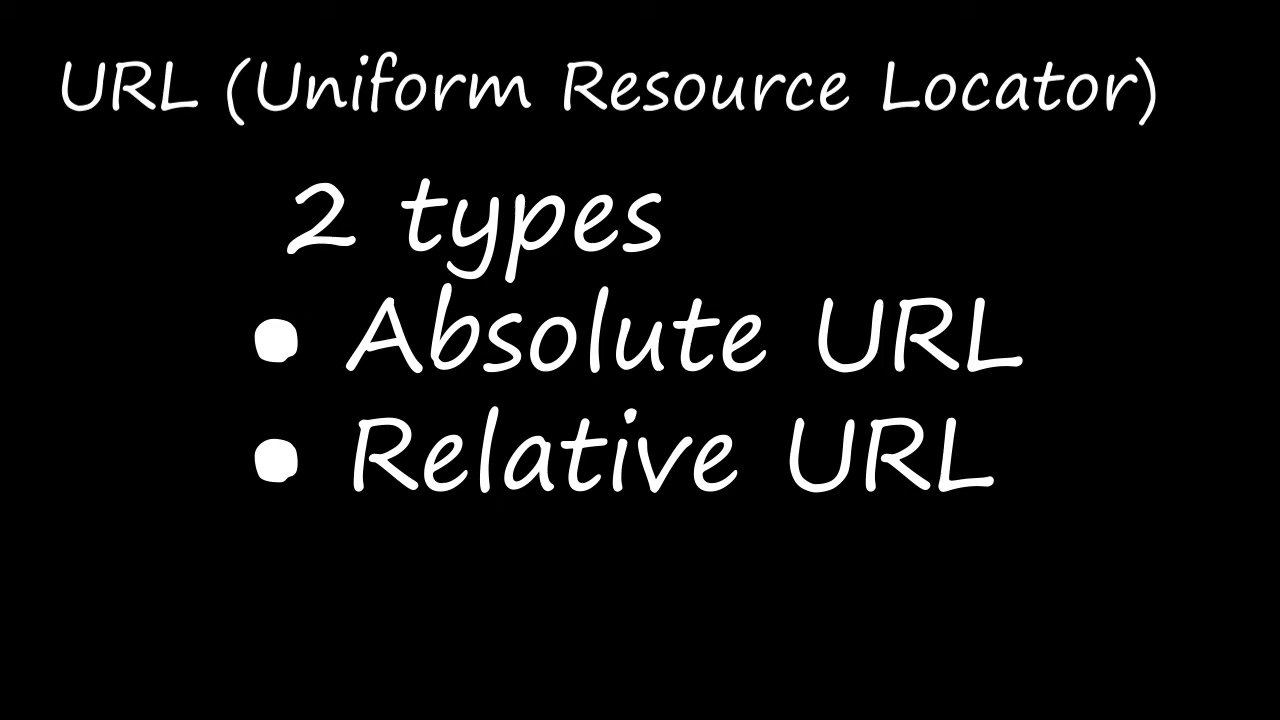 URL (Uniform Resource Locator)
2 types
• Absolute URL
• Relative URL